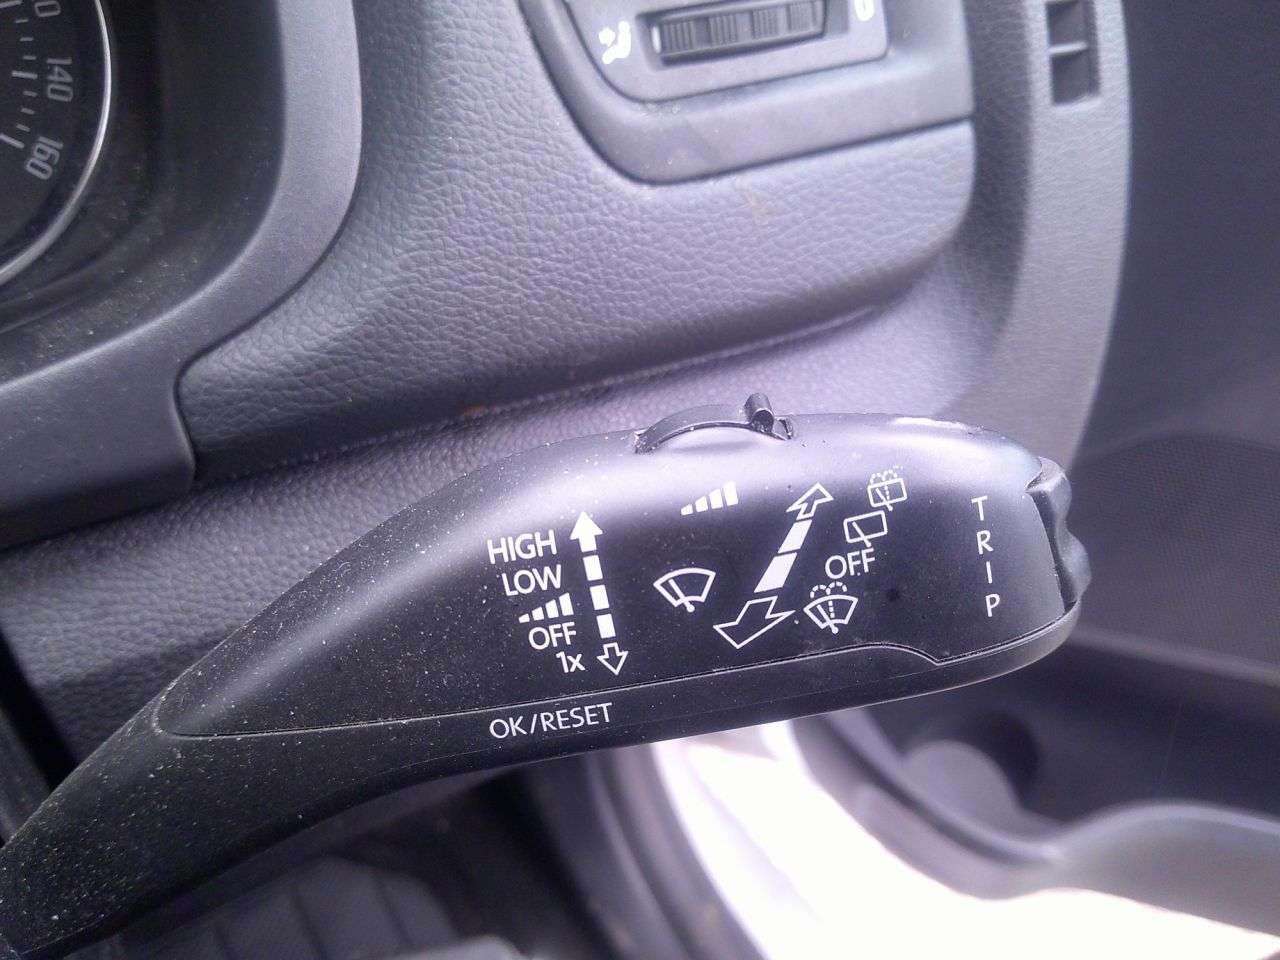 140
160
HIGH
LOW
OFF
1x
OFF
TRIP
OK/RESET